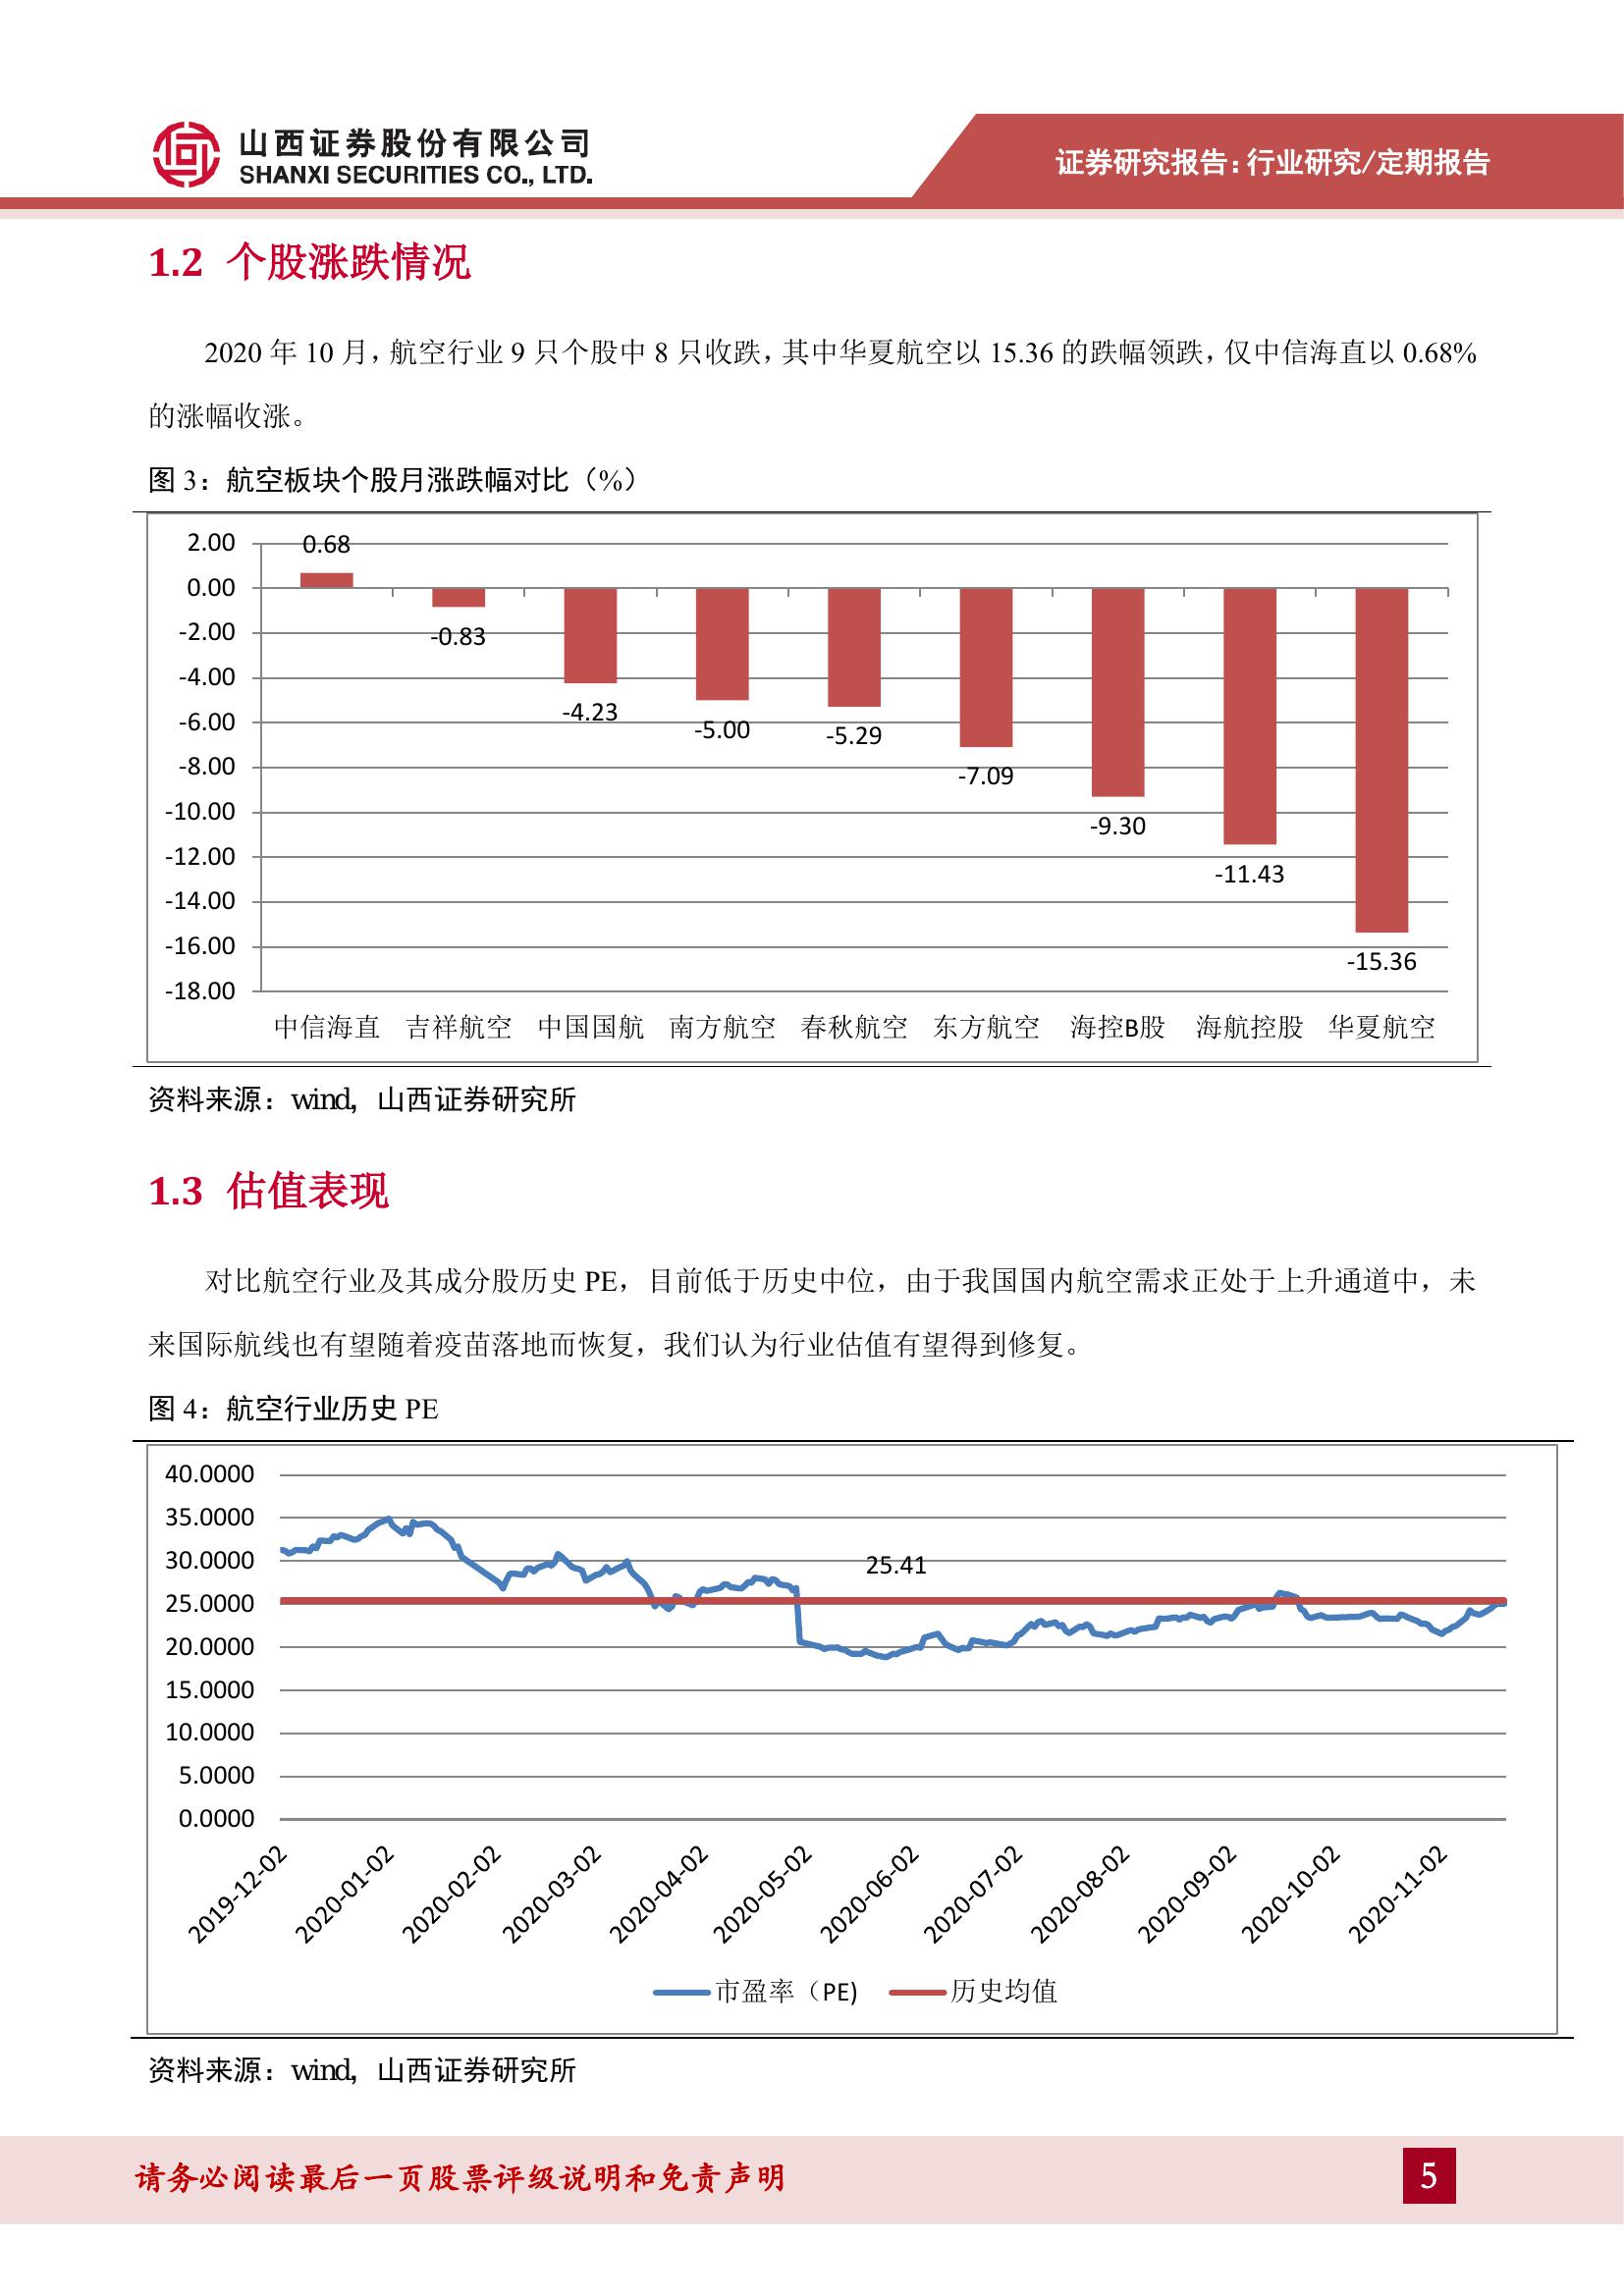 山西证券股份有限公司
SHANXI SECURITIES CO., LTD.
证券研究报告：行业研究/定期报告
1.2 个股涨跌情况
2020 年 10 月，航空行业 9 只个股中 8 只收跌，其中华夏航空以 15.36 的跌幅领跌，仅中信海直以 0.68%
的涨幅收涨。
图 3：航空板块个股月涨跌幅对比（%）
2.00
0.00
-2.00
-4.00
-6.00
-8.00
-10.00
-12.00
-14.00
-16.00
-18.00
0.68
-0.83
-4.23
-5.00
-5.29
-7.09
-9.30
-11.43
-15.36
中信海直 吉祥航空 中国国航 南方航空 春秋航空 东方航空 海控B股 海航控股 华夏航空
资料来源：wind，山西证券研究所
1.3 估值表现
对比航空行业及其成分股历史 PE，目前低于历史中位，由于我国国内航空需求正处于上升通道中，未
来国际航线也有望随着疫苗落地而恢复，我们认为行业估值有望得到修复。
图 4：航空行业历史 PE
40.0000
35.0000
30.0000
25.0000
20.0000
15.0000
10.0000
5.0000
0.0000
25.41
2019-12-02
2020-01-02
2020-02-02
2020-03-02
2020-04-02
2020-05-02
2020-06-02
2020-07-02
2020-08-02
2020-09-02
2020-10-02
2020-11-02
市盈率（PE) 历史均值
资料来源：wind，山西证券研究所
请务必阅读最后一页股票评级说明和免责声明
5